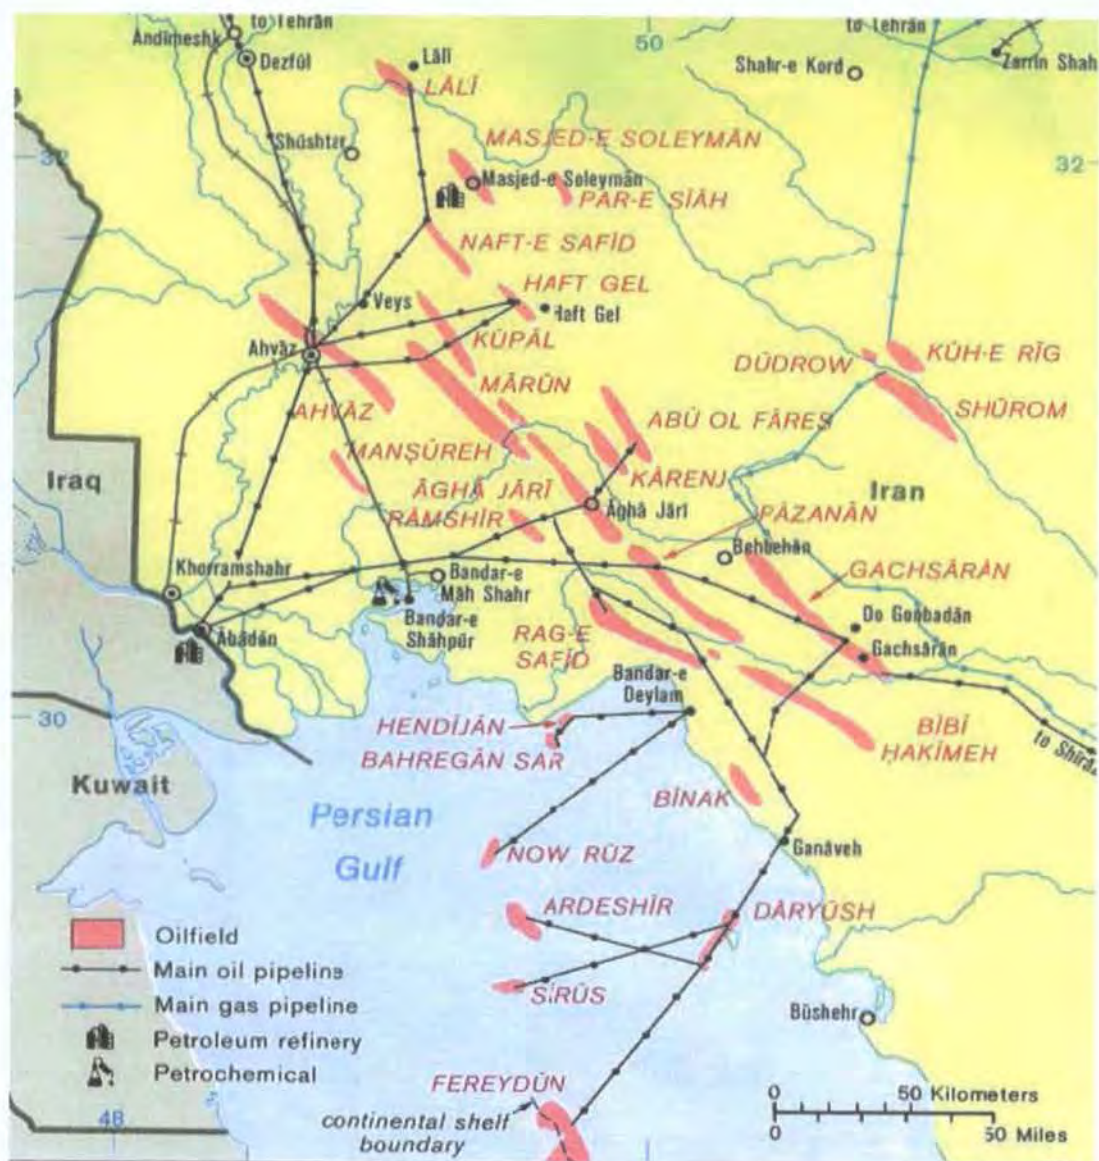 to Tehrān
50
to Tehrān
Andīmeshk
Dezfūl
Lālī
Shahr-e Kord
Zarrīn Shah
LĀLĪ
Shūshtar
MASJED-E SOLEYMĀN
32
Masjed-e Soleymān
PAR-E SĪĀH
NAFT-E SAFĪD
HAFT GEL
Veys
Haft Gel
KŪPĀL
Ahvāz
DŪDROW
KŪH-E RĪG
MĀRŪN
SHŪROM
AHVĀZ
ABŪ OL FĀRES
MANṢŪREH
KĀRENJ
Iraq
ĀGHĀ JĀRĪ
Iran
Āghā Jārī
RĀMSHĪR
PĀZANĀN
Behbehān
Khorramshahr
GACHSĀRĀN
Bandar-e
Māh Shahr
Do Gonbadān
Ābādān
Bandar-e
Shāhpūr
RAG-E
SAFĪD
Gachsārān
Bandar-e
Deylam
30
HENDĪJĀN
BĪBĪ
ḤAKĪMEH
BAHREGĀN SAR
to Shīrāz
Kuwait
BĪNAK
Persian
Gulf
Ganāveh
NOW RŪZ
ARDESHĪR
DĀRYŪSH
Oilfield
Main oil pipeline
SĪRŪS
Main gas pipeline
Būshehr
Petroleum refinery
Petrochemical
FEREYDŪN
0 50 Kilometers
continental shelf
boundary
0 50 Miles
48
50